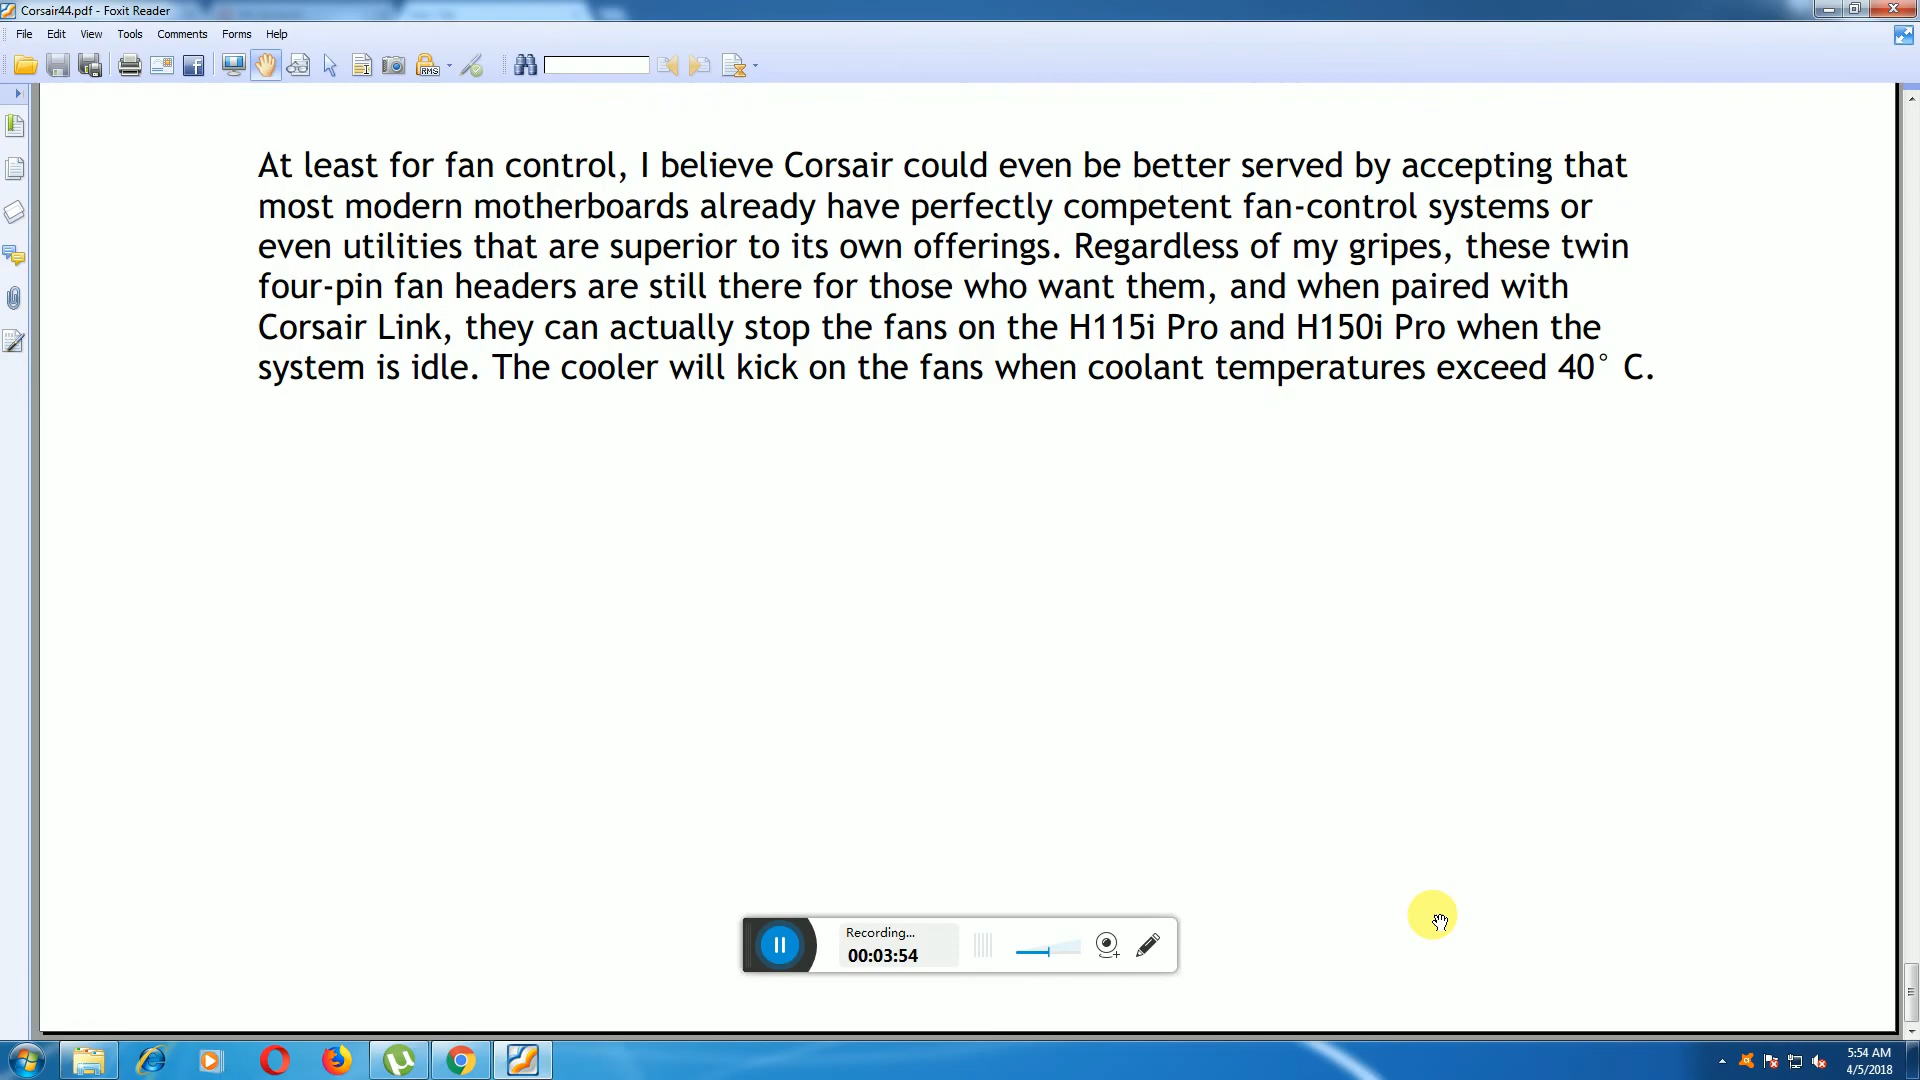 Corsair44.pdf - Foxit Reader
File Edit View Tools Comments Forms Help
RMS
At least for fan control, I believe Corsair could even be better served by accepting that
most modern motherboards already have perfectly competent fan-control systems or
even utilities that are superior to its own offerings. Regardless of my gripes, these twin
four-pin fan headers are still there for those who want them, and when paired with
Corsair Link, they can actually stop the fans on the H115i Pro and H150i Pro when the
system is idle. The cooler will kick on the fans when coolant temperatures exceed 40° C.
Recording...
00:03:54
5:54 AM
4/5/2018